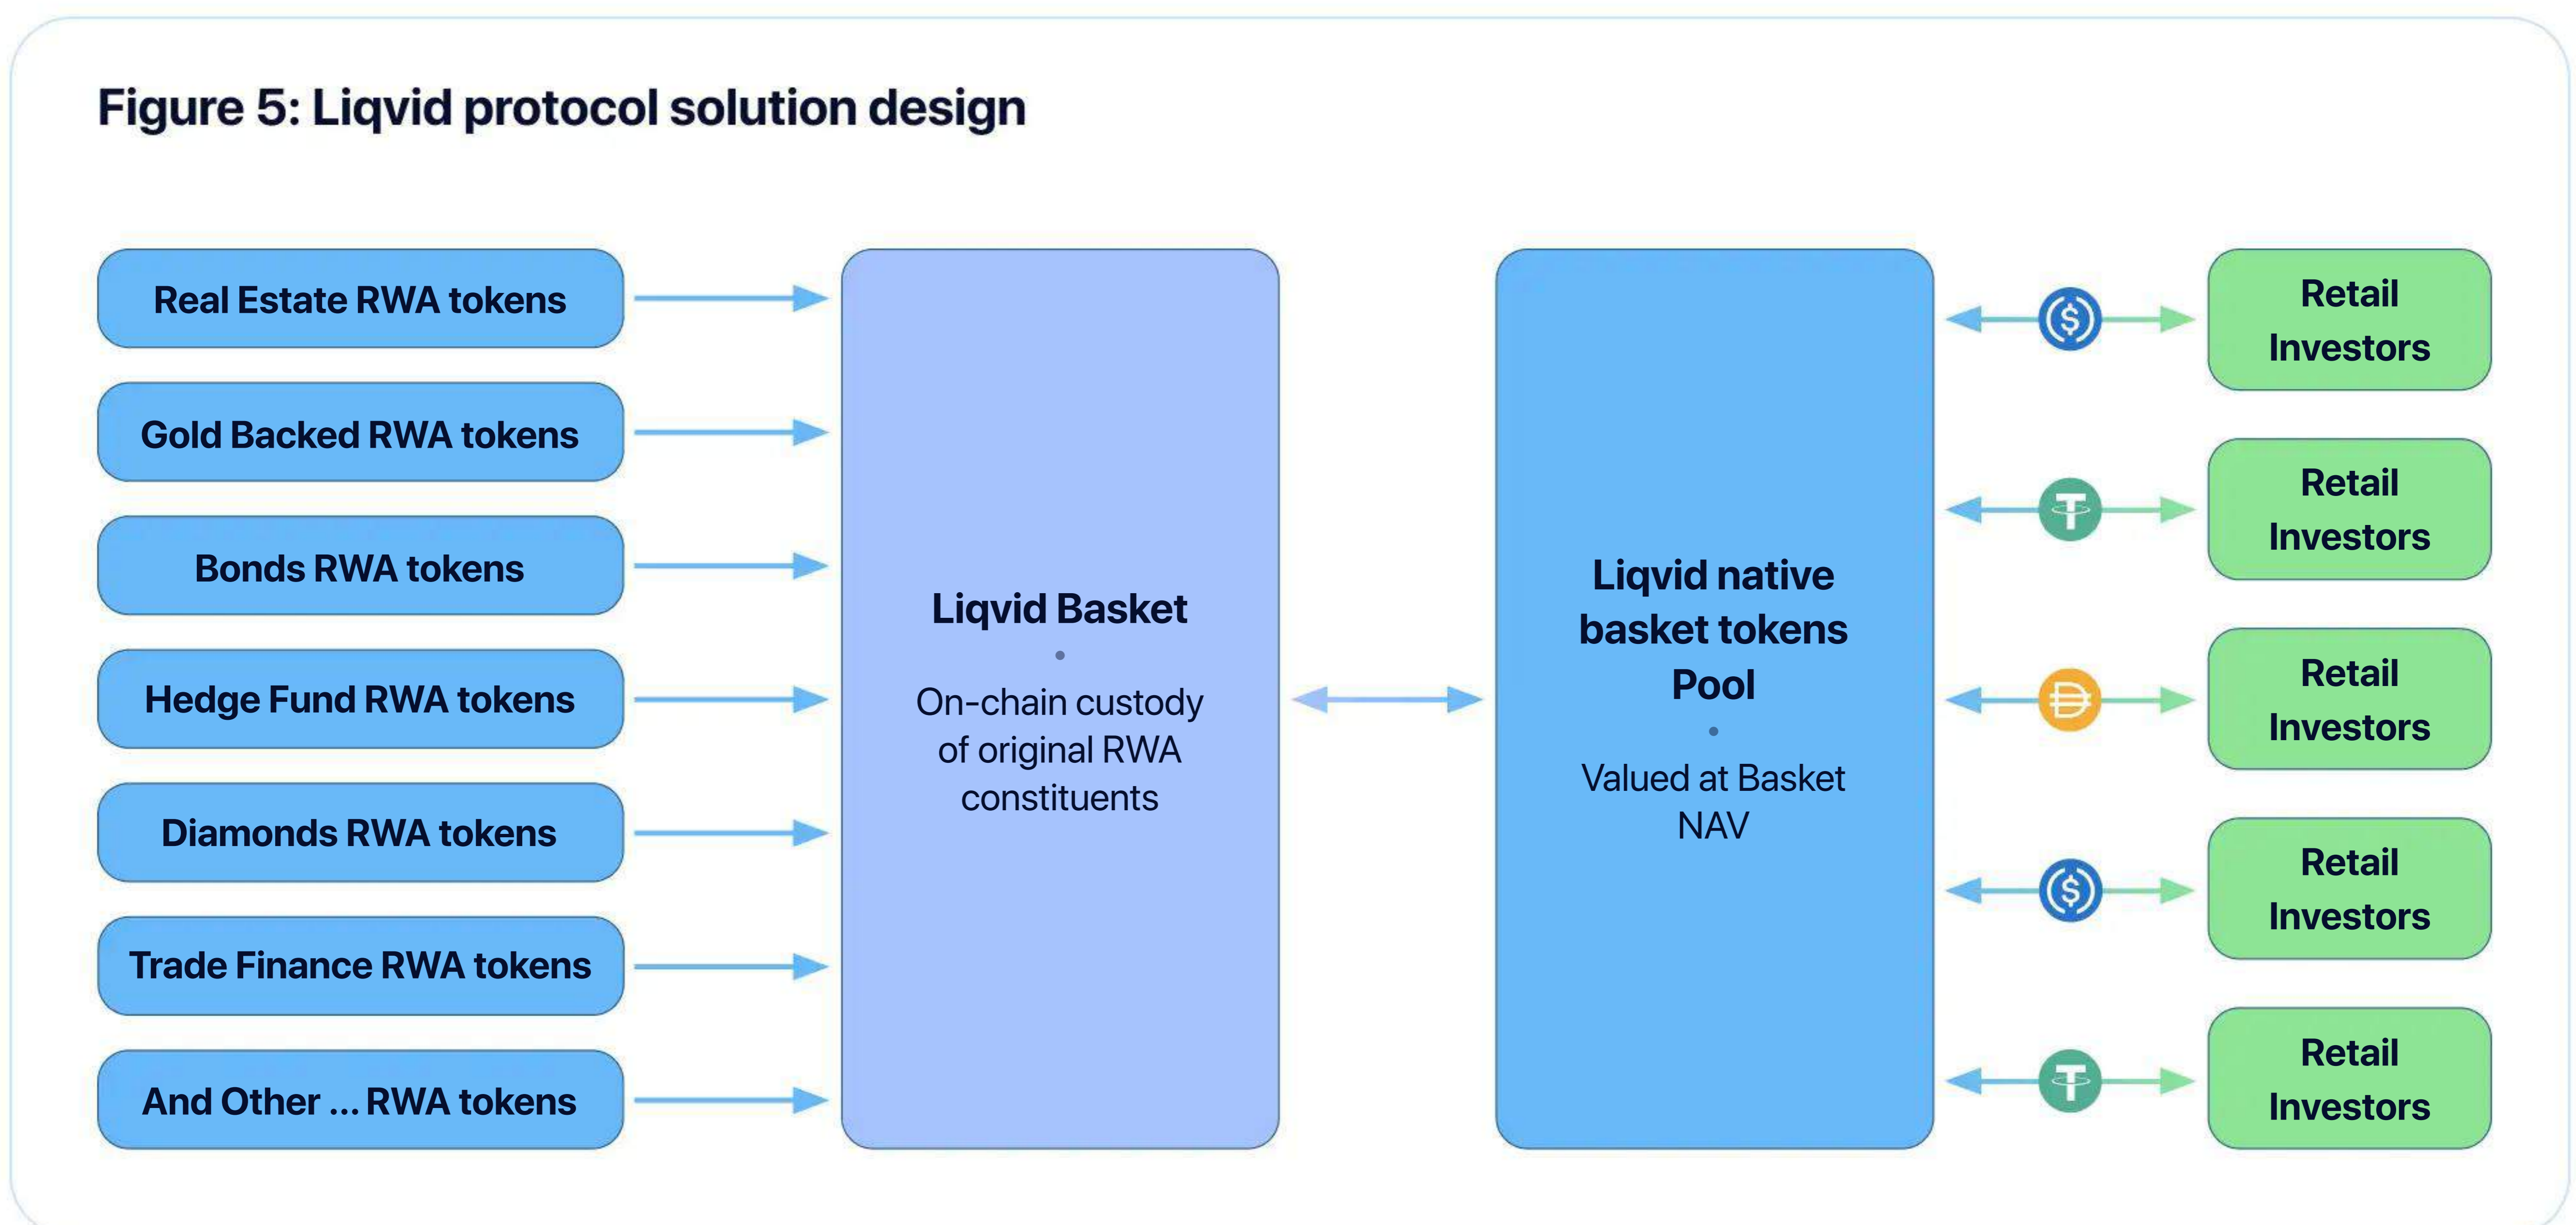 Figure 5: Liqvid protocol solution design
Real Estate RWA tokens
Gold Backed RWA tokens
Bonds RWA tokens
Hedge Fund RWA tokens
Diamonds RWA tokens
Trade Finance RWA tokens
And Other ... RWA tokens
Liqvid Basket
On-chain custody
of original RWA
constituents
Liqvid native
basket tokens
Pool
Valued at Basket
NAV
Retail
Investors
Retail
Investors
Retail
Investors
Retail
Investors
Retail
Investors